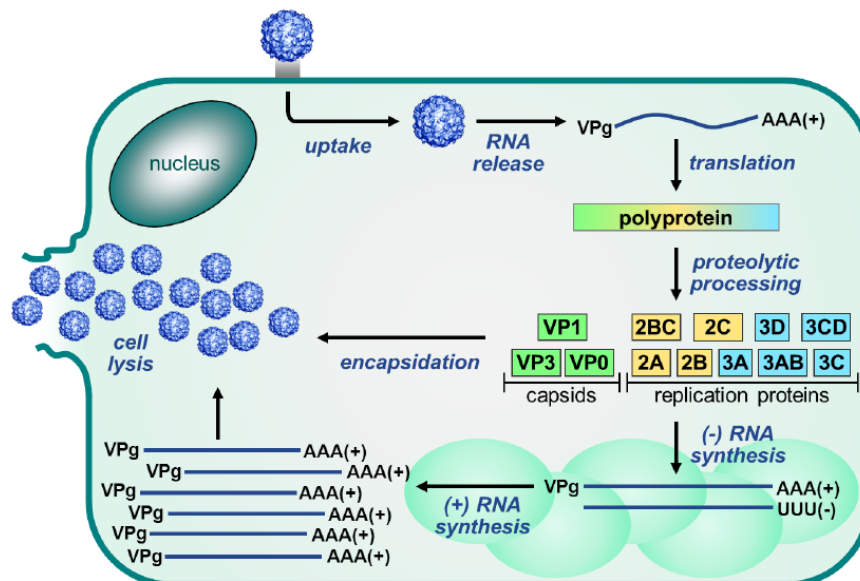 nucleus
uptake
RNA
release
VPg
AAA(+)
translation
polyprotein
proteolytic
processing
VP1
2BC 2C 3D 3CD
VP3 VP0
2A 2B 3A 3AB 3C
capsids
replication proteins
encapsidation
cell
lysis
(-) RNA
synthesis
VPg AAA(+)
UUU(-)
(+) RNA
synthesis
VPg AAA(+)
VPg AAA(+)
VPg AAA(+)
VPg AAA(+)
VPg AAA(+)
VPg AAA(+)